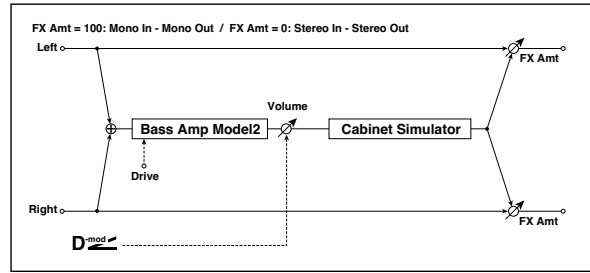 FX Amt = 100: Mono In - Mono Out / FX Amt = 0: Stereo In - Stereo Out
Left
FX Amt
Volume
Bass Amp Model2
Cabinet Simulator
Drive
Right
FX Amt
D-mod